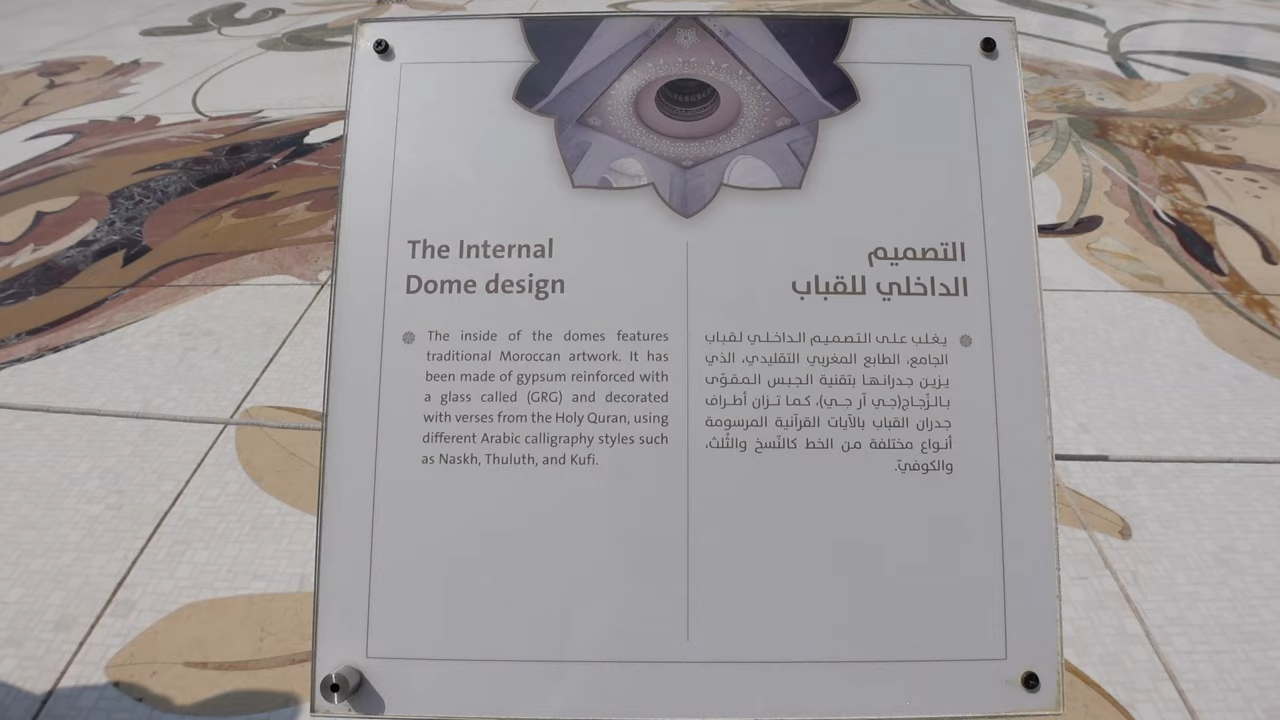 The Internal
Dome design
The inside of the domes features
traditional Moroccan artwork. It has
been made of gypsum reinforced with
a glass called (GRG) and decorated
with verses from the Holy Quran, using
different Arabic calligraphy styles such
as Naskh, Thuluth, and Kufi.
التصميم
الداخلي للقباب
يغلب على التصميم الداخلي لقباب
الجامع، الطابع المغربي التقليدي، الذي
يزين جدرانها بتقنية الجبس المقوّى
بالزّجاج(جي آر جي)، كما تزان أطراف
جدران القباب بالآيات القرآنية المرسومة
أنواع مختلفة من الخط كالنّسخ والثّلث،
والكوفيّ.